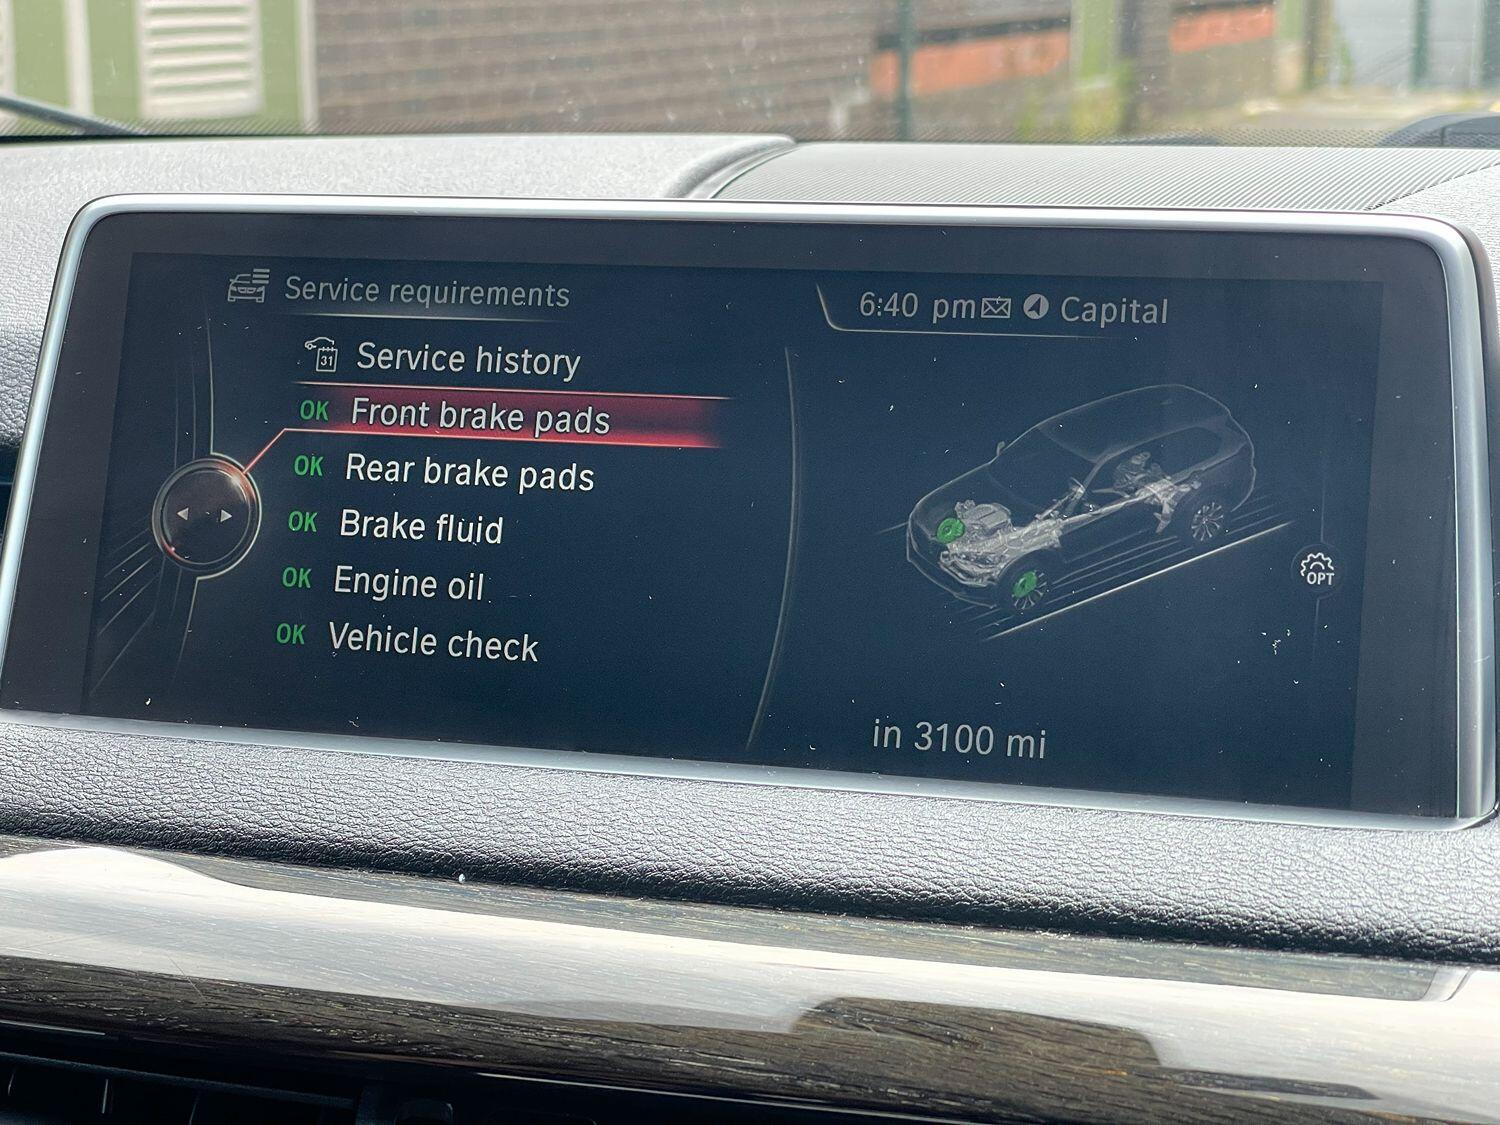 Service requirements
6:40 pm Capital
31 Service history
OK Front brake pads
OK Rear brake pads
OK Brake fluid
OK Engine oil
OK Vehicle check
OPT
in 3100 mi